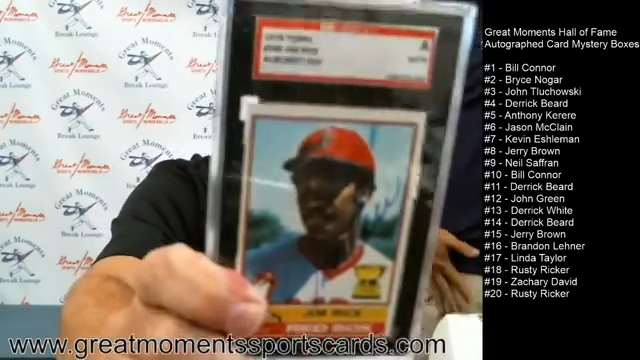 Great Moments Hall of Fame
Autographed Card Mystery Boxes
#1 - Bill Connor
#2 - Bryce Nogar
#3 - John Tluchowski
#4 - Derrick Beard
#5 - Anthony Kerere
#6 - Jason McClain
#7 - Kevin Eshleman
#8 - Jerry Brown
#9 - Neil Saffran
#10 - Bill Connor
#11 - Derrick Beard
#12 - John Green
#13 - Derrick White
#14 - Derrick Beard
#15 - Jerry Brown
#16 - Brandon Lehner
#17 - Linda Taylor
#18 - Rusty Ricker
#19 - Zachary David
#20 - Rusty Ricker
Great Moments
Break Lounge
JIM RICE
RED SOX
www.greatmomentssportscards.com